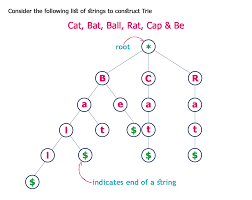 Consider the following list of strings to construct Trie
Cat, Bat, Ball, Rat, Cap & Be
root *
B C R
a e a a
l t $ t t
l $ $ $
$
indicates end of a string